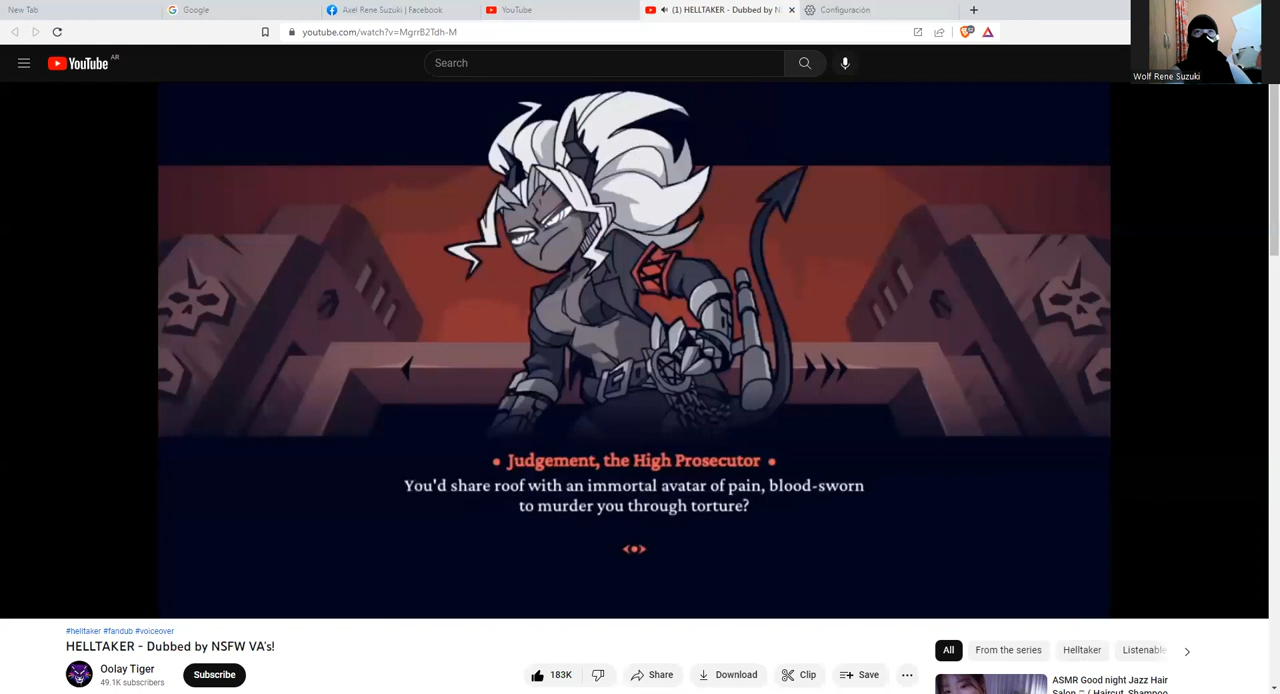 New Tab
Google
Axel Rene Suzuki | Facebook
YouTube
(1) HELLTAKER - Dubbed by N
Configuración
youtube.com/watch?v=MgrrB2Tdh-M
Wolf Rene Suzuki
YouTube AR
Search
Judgement, the High Prosecutor
You'd share roof with an immortal avatar of pain, blood-sworn
to murder you through torture?
#helltaker #fandub #voiceover
HELLTAKER - Dubbed by NSFW VA's!
Oolay Tiger
49.1K subscribers
Subscribe
183K
Share
Download
Clip
Save
All
From the series
Helltaker
Listenable
ASMR Good night Jazz Hair
Salon
( Haircut, Shampoo